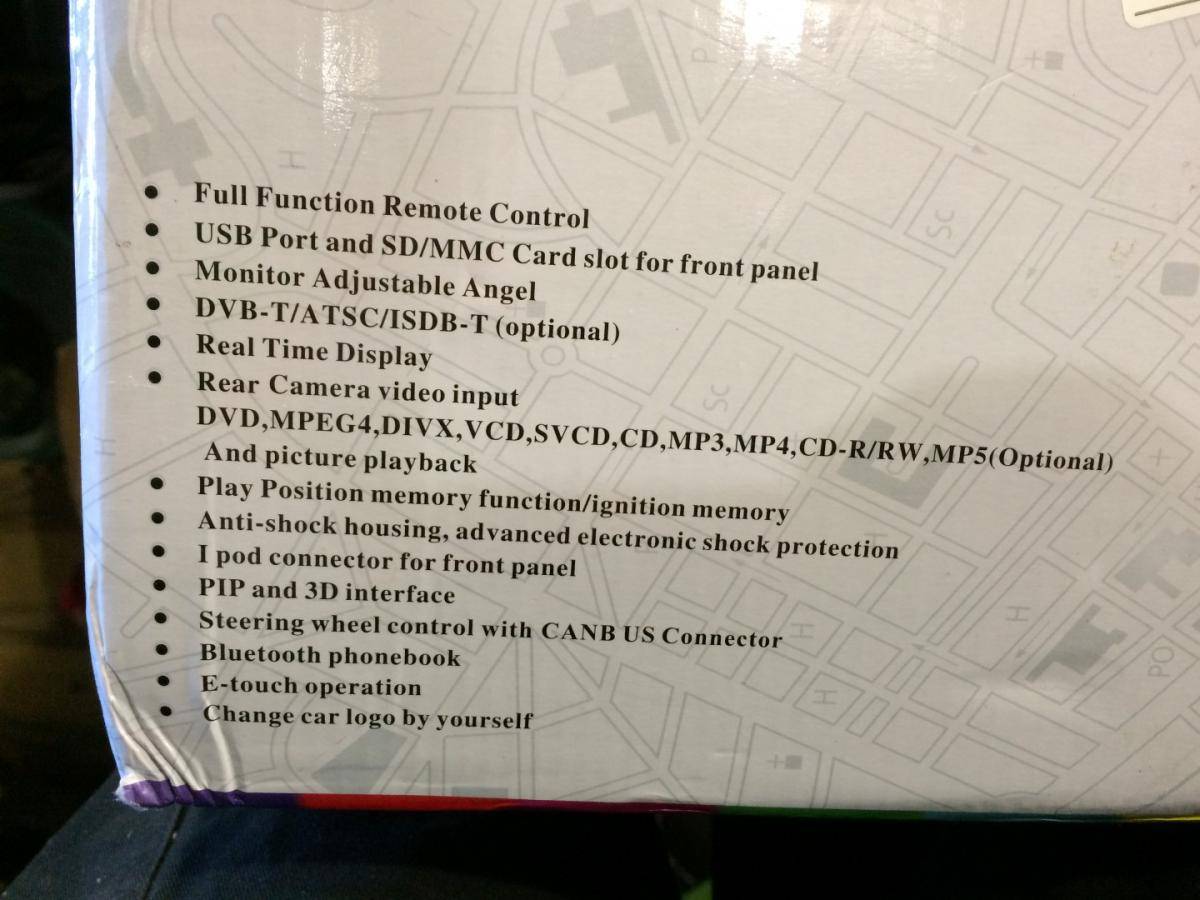 • Full Function Remote Control
• USB Port and SD/MMC Card slot for front panel
• Monitor Adjustable Angel
• DVB-T/ATSC/ISDB-T (optional)
• Real Time Display
• Rear Camera video input
DVD,MPEG4,DIVX,VCD,SVCD,CD,MP3,MP4,CD-R/RW,MP5(Optional)
And picture playback
• Play Position memory function/ignition memory
• Anti-shock housing, advanced electronic shock protection
• I pod connector for front panel
• PIP and 3D interface
• Steering wheel control with CANB US Connector
• Bluetooth phonebook
• E-touch operation
• Change car logo by yourself
P
H
SC
SC
H
H
H
H
PO